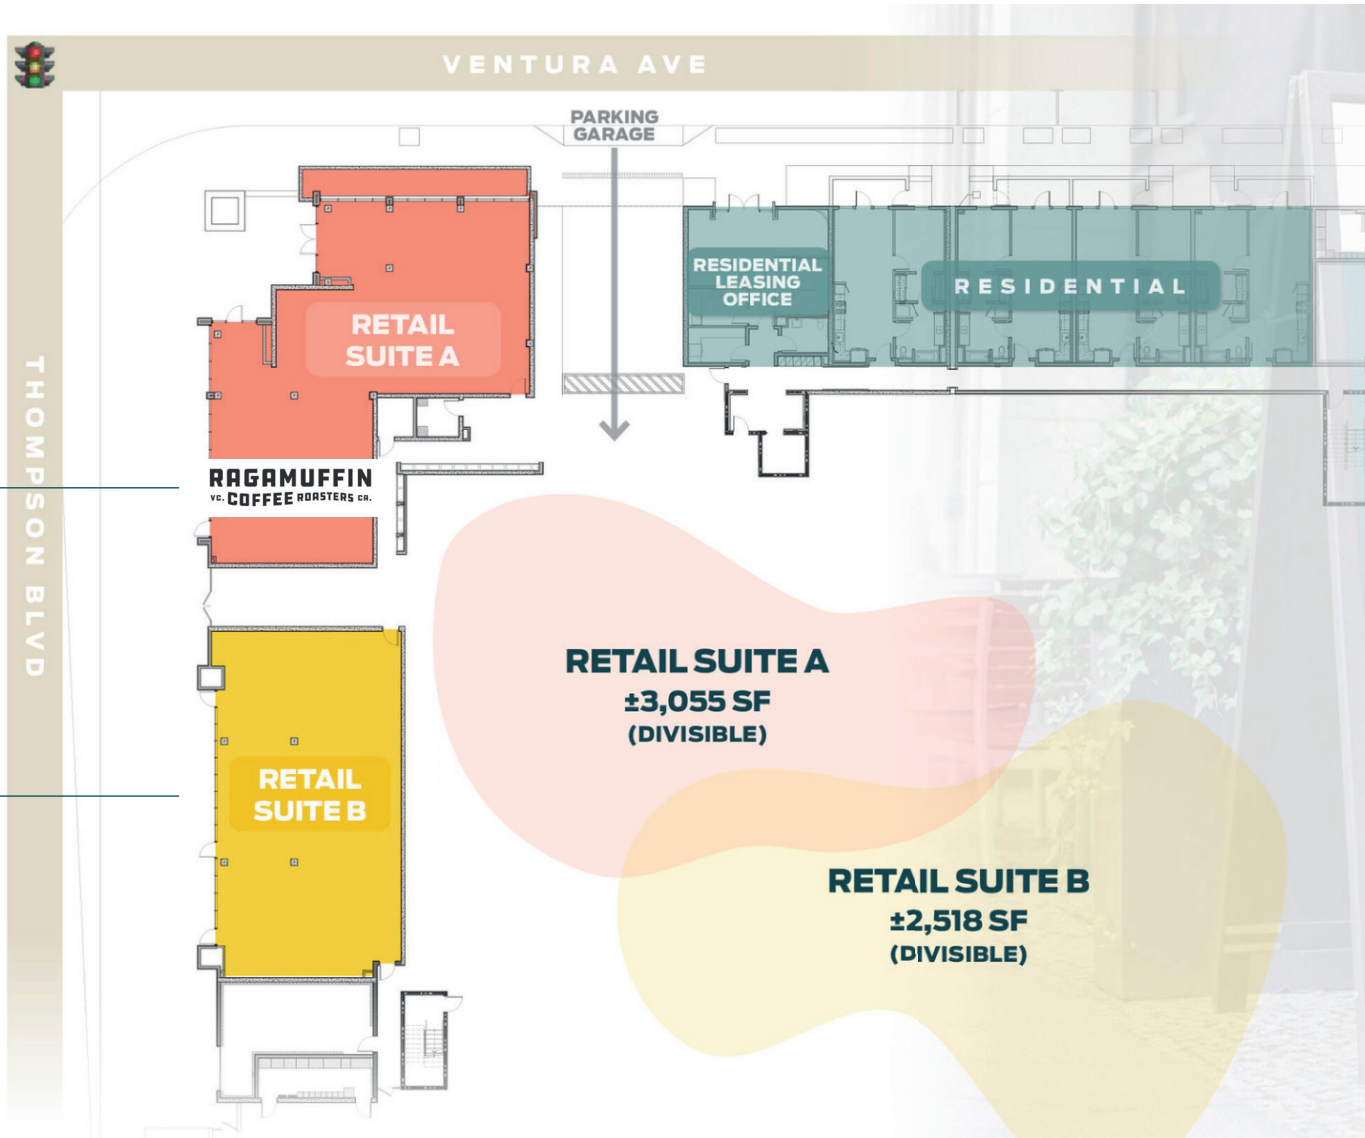 VENTURA AVE
PARKING
GARAGE
RESIDENTIAL
LEASING
OFFICE
RESIDENTIAL
RETAIL
SUITE A
THOMPSON BLVD
RAGAMUFFIN
VC. COFFEE ROASTERS CA.
RETAIL SUITE A
±3,055 SF
(DIVISIBLE)
RETAIL
SUITE B
RETAIL SUITE B
±2,518 SF
(DIVISIBLE)